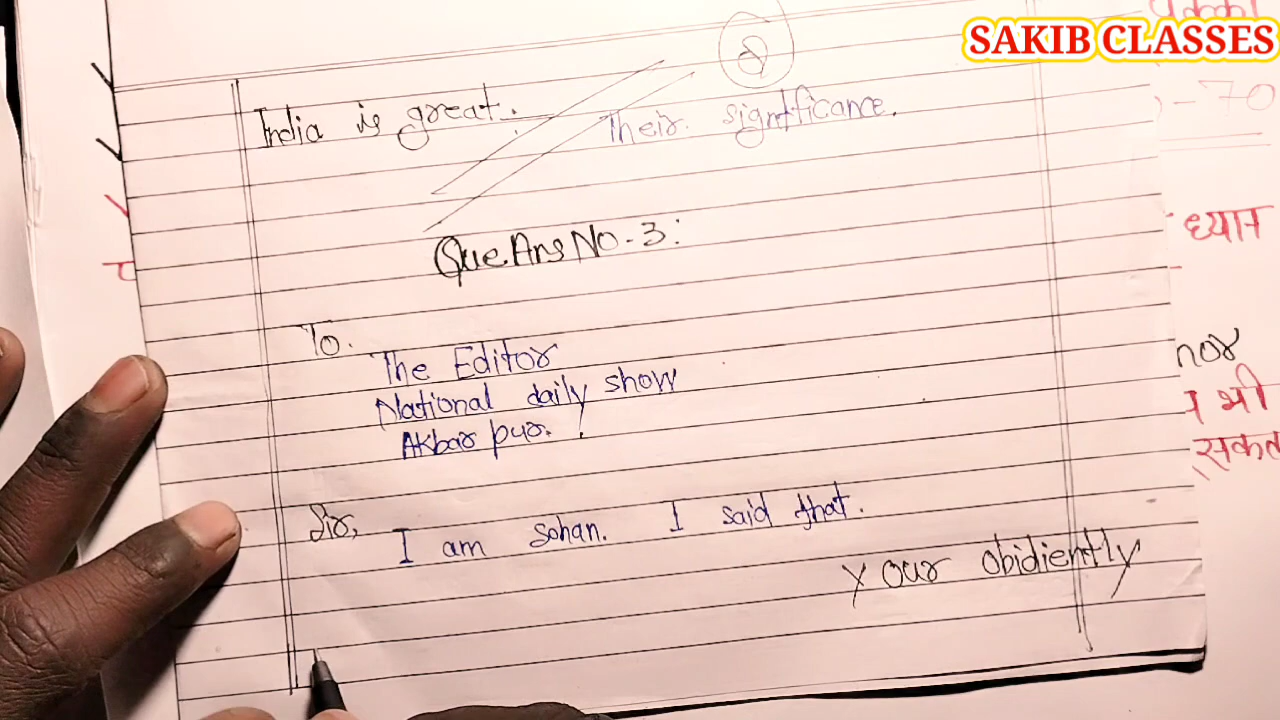 SAKIB CLASSES
India is great. Their significance.
Que Ans No-3:
To.
The Editor
National daily show
Akbar pur.
Sir,
I am sohan. I said that.
Your obidiently
-70
ध्यान
nor
भी